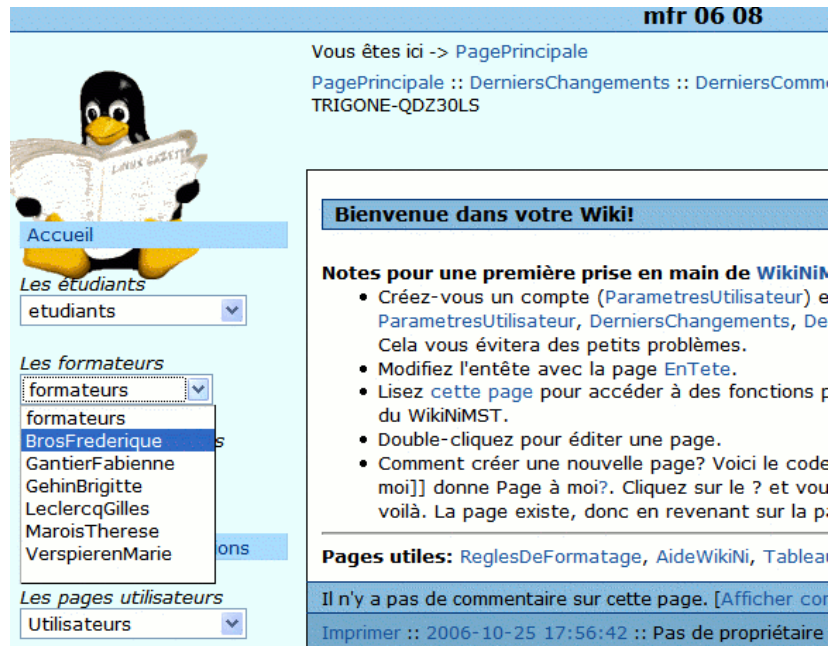 mfr 06 08
Vous êtes ici -> PagePrincipale
PagePrincipale :: DerniersChangements :: DerniersComme
TRIGONE-QDZ30LS
LINUX GAZETTE
Accueil
Les étudiants
etudiants
Les formateurs
formateurs
formateurs
BrosFrederique
GantierFabienne
GehinBrigitte
LeclercqGilles
MaroisTherese
VerspierenMarie
s
ons
Les pages utilisateurs
Utilisateurs
Bienvenue dans votre Wiki!
Notes pour une première prise en main de WikiNiM
• Créez-vous un compte (ParametresUtilisateur) e
ParametresUtilisateur, DerniersChangements, De
Cela vous évitera des petits problèmes.
• Modifiez l'entête avec la page EnTete.
• Lisez cette page pour accéder à des fonctions p
du WikiNiMST.
• Double-cliquez pour éditer une page.
• Comment créer une nouvelle page? Voici le code
moi]] donne Page à moi?. Cliquez sur le ? et vou
voilà. La page existe, donc en revenant sur la pa
Pages utiles: ReglesDeFormatage, AideWikiNi, Tableau
Il n'y a pas de commentaire sur cette page. [Afficher con
Imprimer :: 2006-10-25 17:56:42 :: Pas de propriétaire